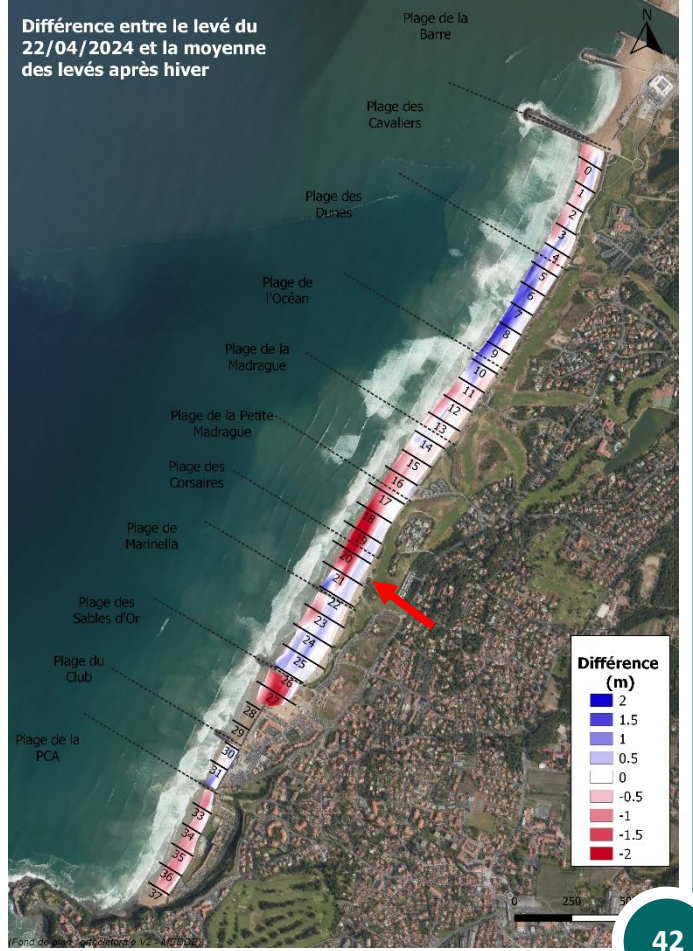 Différence entre le levé du
22/04/2024 et la moyenne
des levés après hiver
Plage de la
Barre
N
Plage des
Cavaliers
Plage des
Dunes
Plage de
l'Océan
Plage de la
Madrague
Plage de la Petite
Madrague
Plage des
Corsaires
Plage de
Marinella
Plage des
Sables d'Or
Plage du
Club
Plage de la
PCA
0
1
2
3
4
5
6
7
8
9
10
11
12
13
14
15
16
17
18
19
20
21
22
23
24
25
26
27
28
29
30
31
33
34
35
36
37
Différence
(m)
2
1.5
1
0.5
0
-0.5
-1
-1.5
-2
0 250
42
(Fond de plan